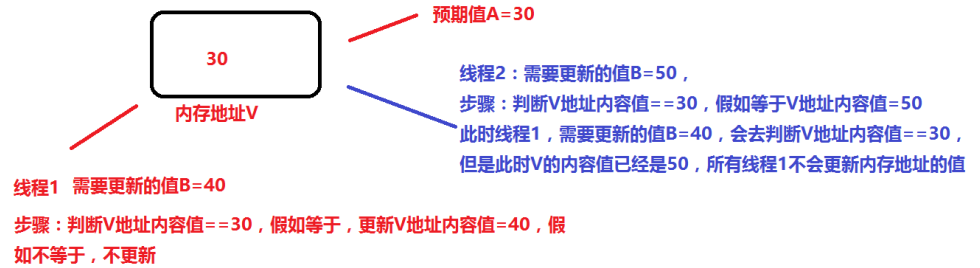 预期值A=30
30
内存地址V
线程2：需要更新的值B=50，
步骤：判断V地址内容值==30，假如等于V地址内容值=50
此时线程1，需要更新的值B=40，会去判断V地址内容值==30，
但是此时V的内容值已经是50，所有线程1不会更新内存地址的值
线程1 需要更新的值B=40
步骤：判断V地址内容值==30，假如等于，更新V地址内容值=40，假
如不等于，不更新